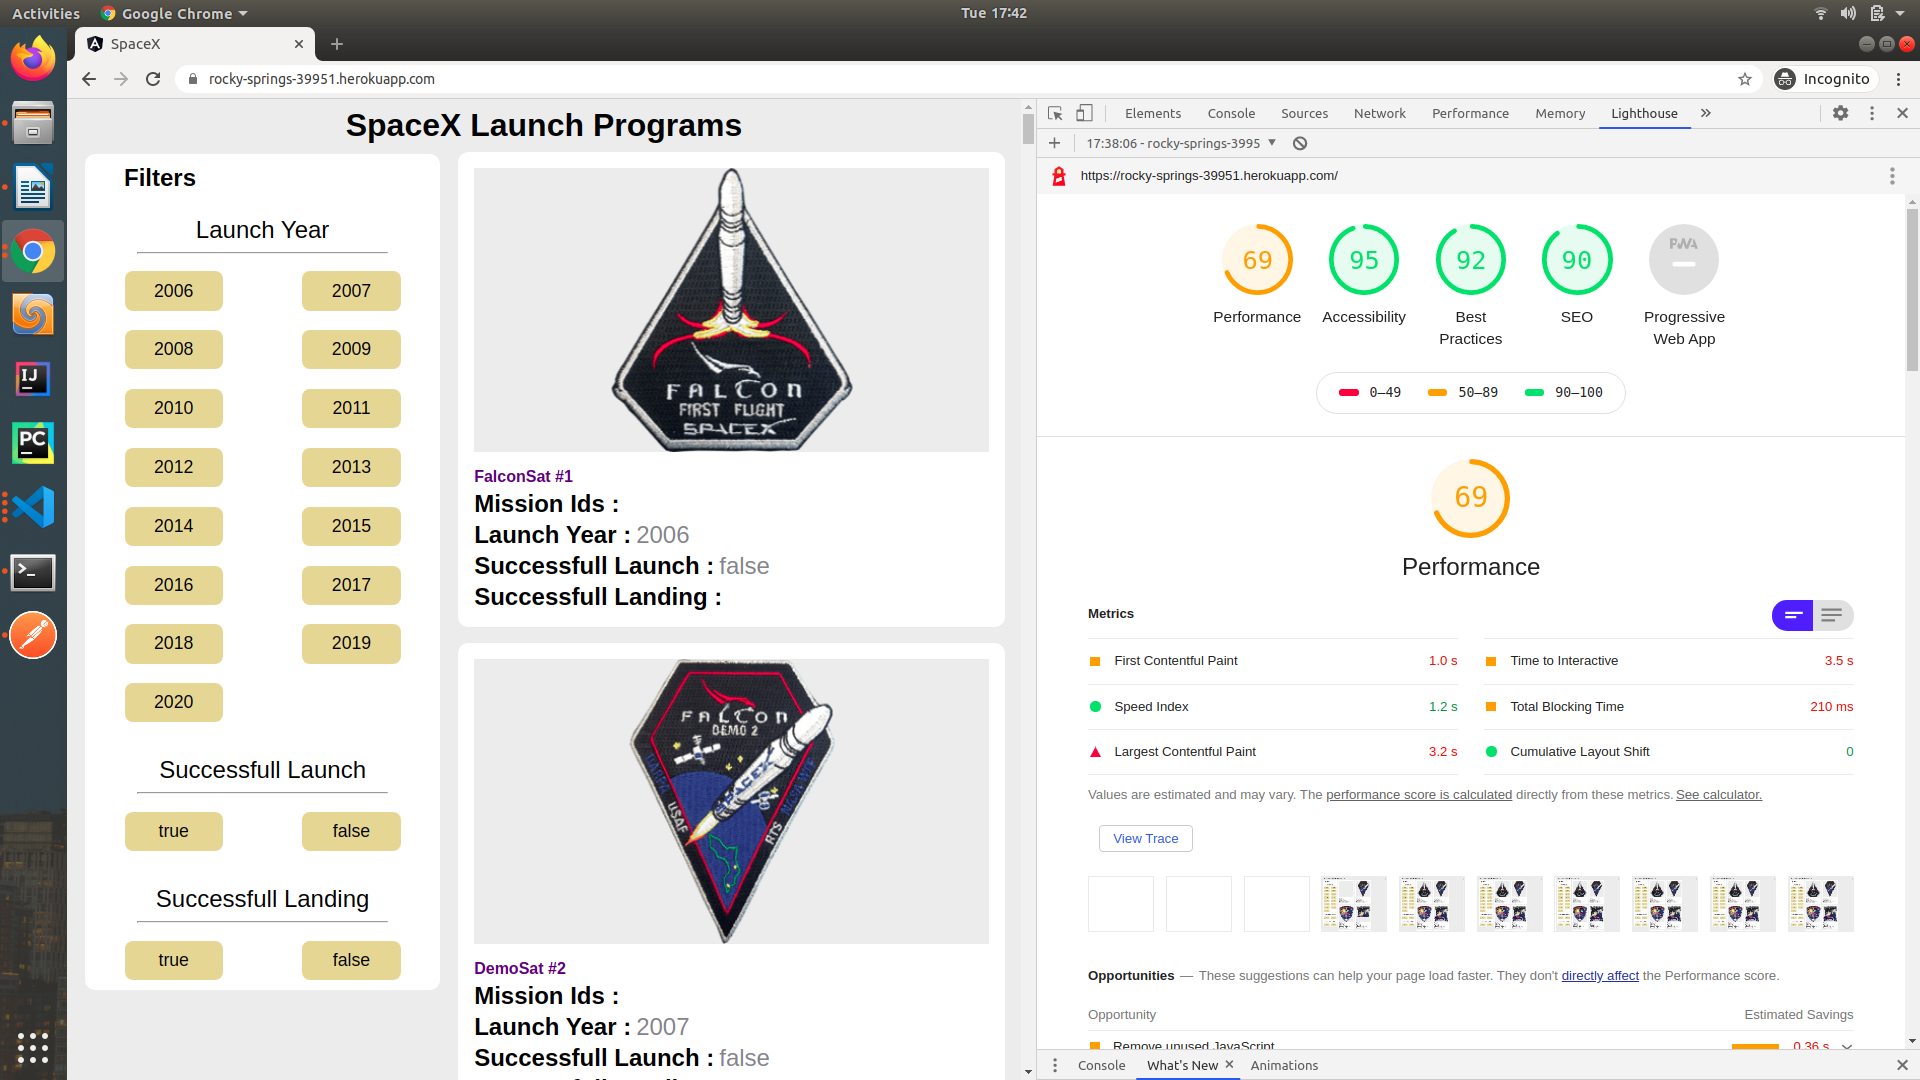 Activities
Google Chrome
Tue 17:42
SpaceX
rocky-springs-39951.herokuapp.com
Incognito
SpaceX Launch Programs
Filters
Launch Year
2006
2007
2008
2009
2010
2011
2012
2013
2014
2015
2016
2017
2018
2019
2020
Successfull Launch
true
false
Successfull Landing
true
false
FALCON
FIRST FLIGHT
SPACEX
FalconSat #1
Mission Ids :
Launch Year : 2006
Successfull Launch : false
Successfull Landing :
FALCON
DEMO 2
SPACEX
DARPA
USAF
RTS
DemoSat #2
Mission Ids :
Launch Year : 2007
Successfull Launch : false
Elements
Console
Sources
Network
Performance
Memory
Lighthouse
17:38:06 - rocky-springs-3995
https://rocky-springs-39951.herokuapp.com/
69
95
92
90
PWA
Performance
Accessibility
Best
Practices
SEO
Progressive
Web App
0–49
50–89
90–100
69
Performance
Metrics
First Contentful Paint 1.0 s
Time to Interactive 3.5 s
Speed Index 1.2 s
Total Blocking Time 210 ms
Largest Contentful Paint 3.2 s
Cumulative Layout Shift 0
Values are estimated and may vary. The performance score is calculated directly from these metrics. See calculator.
View Trace
Opportunities — These suggestions can help your page load faster. They don't directly affect the Performance score.
Opportunity
Estimated Savings
Remove unused JavaScript 0.36 s
Console
What's New
Animations
IJ
PC